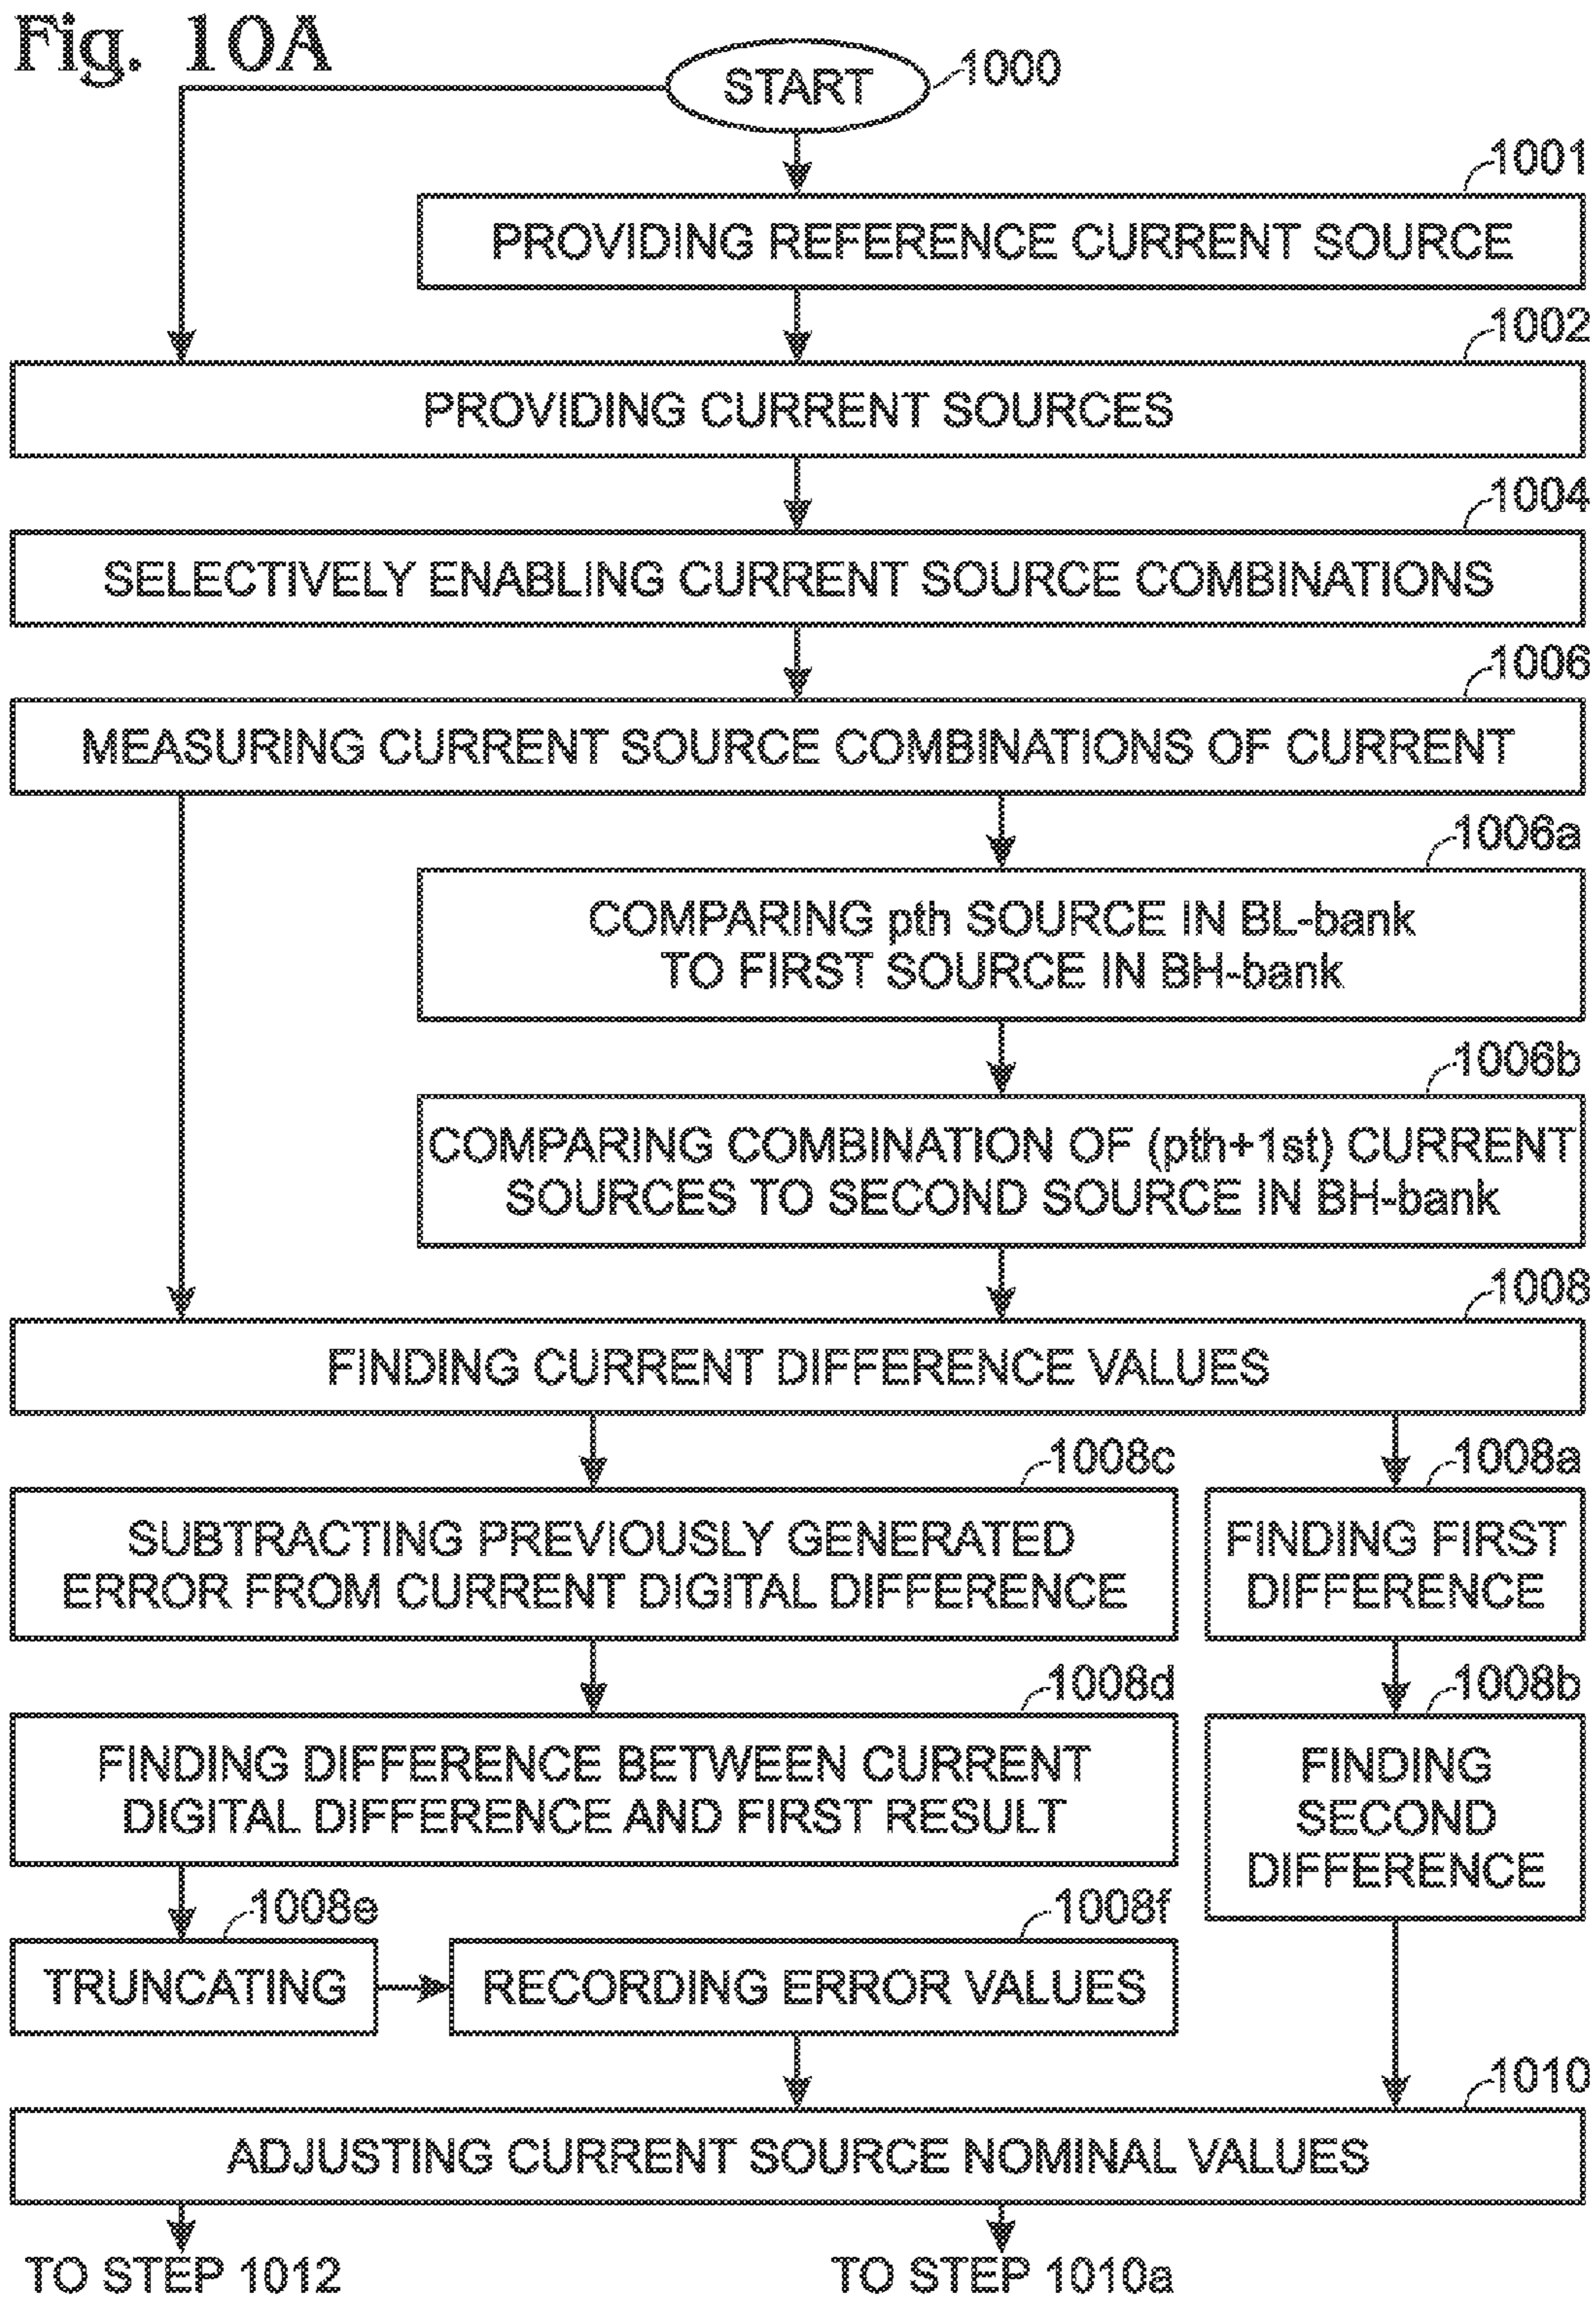 Fig. 10A
START
1000
1001
PROVIDING REFERENCE CURRENT SOURCE
1002
PROVIDING CURRENT SOURCES
1004
SELECTIVELY ENABLING CURRENT SOURCE COMBINATIONS
1006
MEASURING CURRENT SOURCE COMBINATIONS OF CURRENT
1006a
COMPARING pth SOURCE IN BL-bank
TO FIRST SOURCE IN BH-bank
1006b
COMPARING COMBINATION OF (pth+1st) CURRENT
SOURCES TO SECOND SOURCE IN BH-bank
1008
FINDING CURRENT DIFFERENCE VALUES
1008c
SUBTRACTING PREVIOUSLY GENERATED
ERROR FROM CURRENT DIGITAL DIFFERENCE
1008a
FINDING FIRST
DIFFERENCE
1008d
FINDING DIFFERENCE BETWEEN CURRENT
DIGITAL DIFFERENCE AND FIRST RESULT
1008b
FINDING
SECOND
DIFFERENCE
1008e
TRUNCATING
1008f
RECORDING ERROR VALUES
1010
ADJUSTING CURRENT SOURCE NOMINAL VALUES
TO STEP 1012
TO STEP 1010a